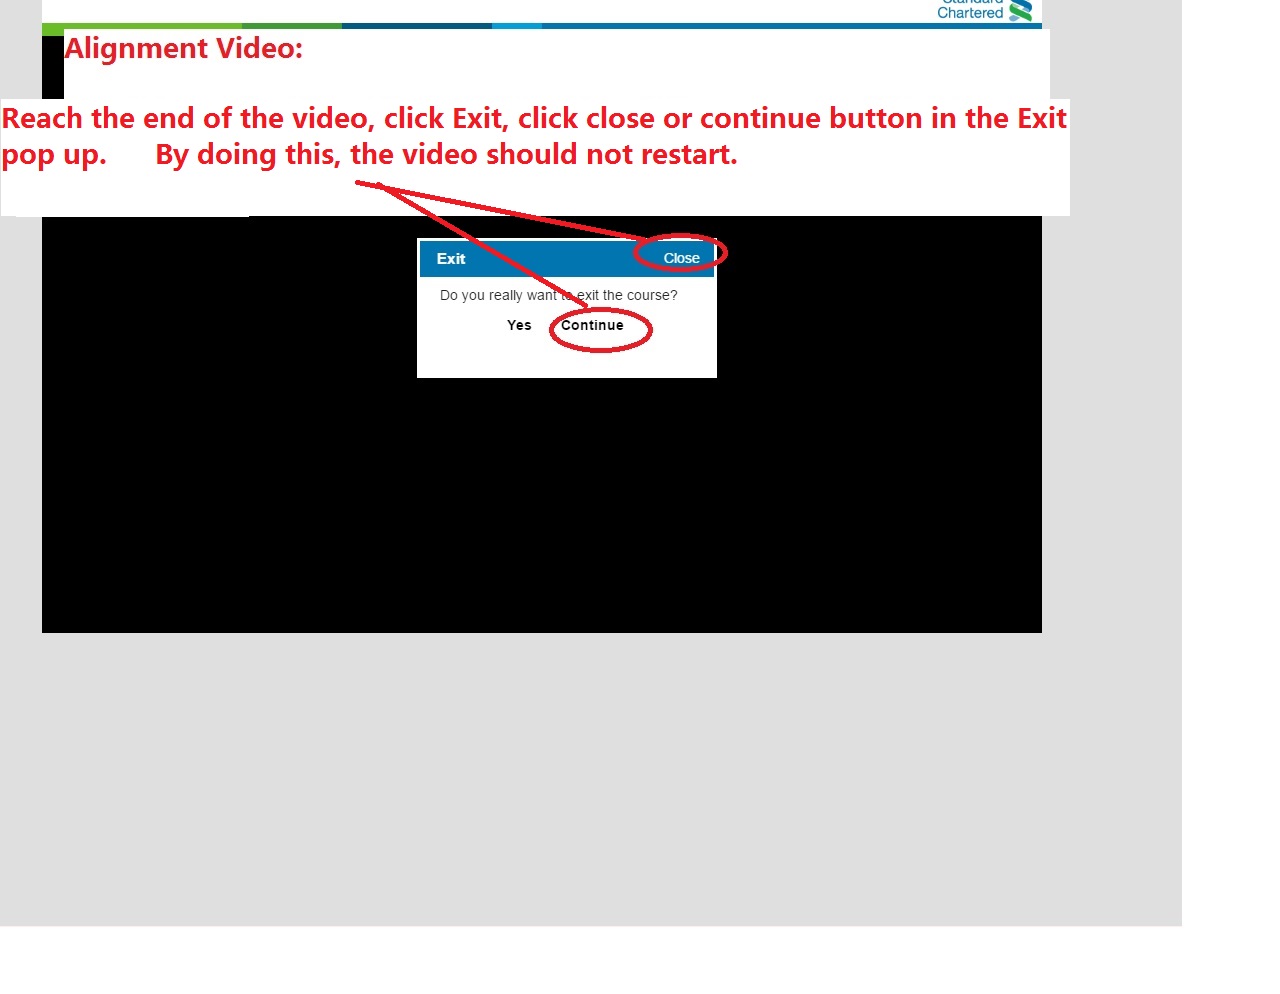 Standard
Chartered
Alignment Video:
Reach the end of the video, click Exit, click close or continue button in the Exit
pop up. By doing this, the video should not restart.
Exit Close
Do you really want to exit the course?
Yes Continue